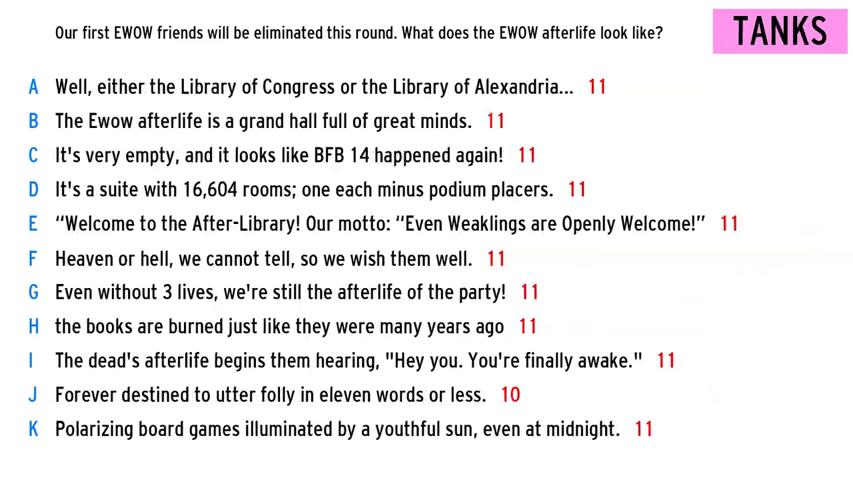 Our first EWOW friends will be eliminated this round. What does the EWOW afterlife look like?
TANKS
A Well, either the Library of Congress or the Library of Alexandria... 11
B The Ewow afterlife is a grand hall full of great minds. 11
C It's very empty, and it looks like BFB 14 happened again! 11
D It's a suite with 16,604 rooms; one each minus podium placers. 11
E “Welcome to the After-Library! Our motto: “Even Weaklings are Openly Welcome!” 11
F Heaven or hell, we cannot tell, so we wish them well. 11
G Even without 3 lives, we're still the afterlife of the party! 11
H the books are burned just like they were many years ago 11
I The dead's afterlife begins them hearing, "Hey you. You're finally awake." 11
J Forever destined to utter folly in eleven words or less. 10
K Polarizing board games illuminated by a youthful sun, even at midnight. 11